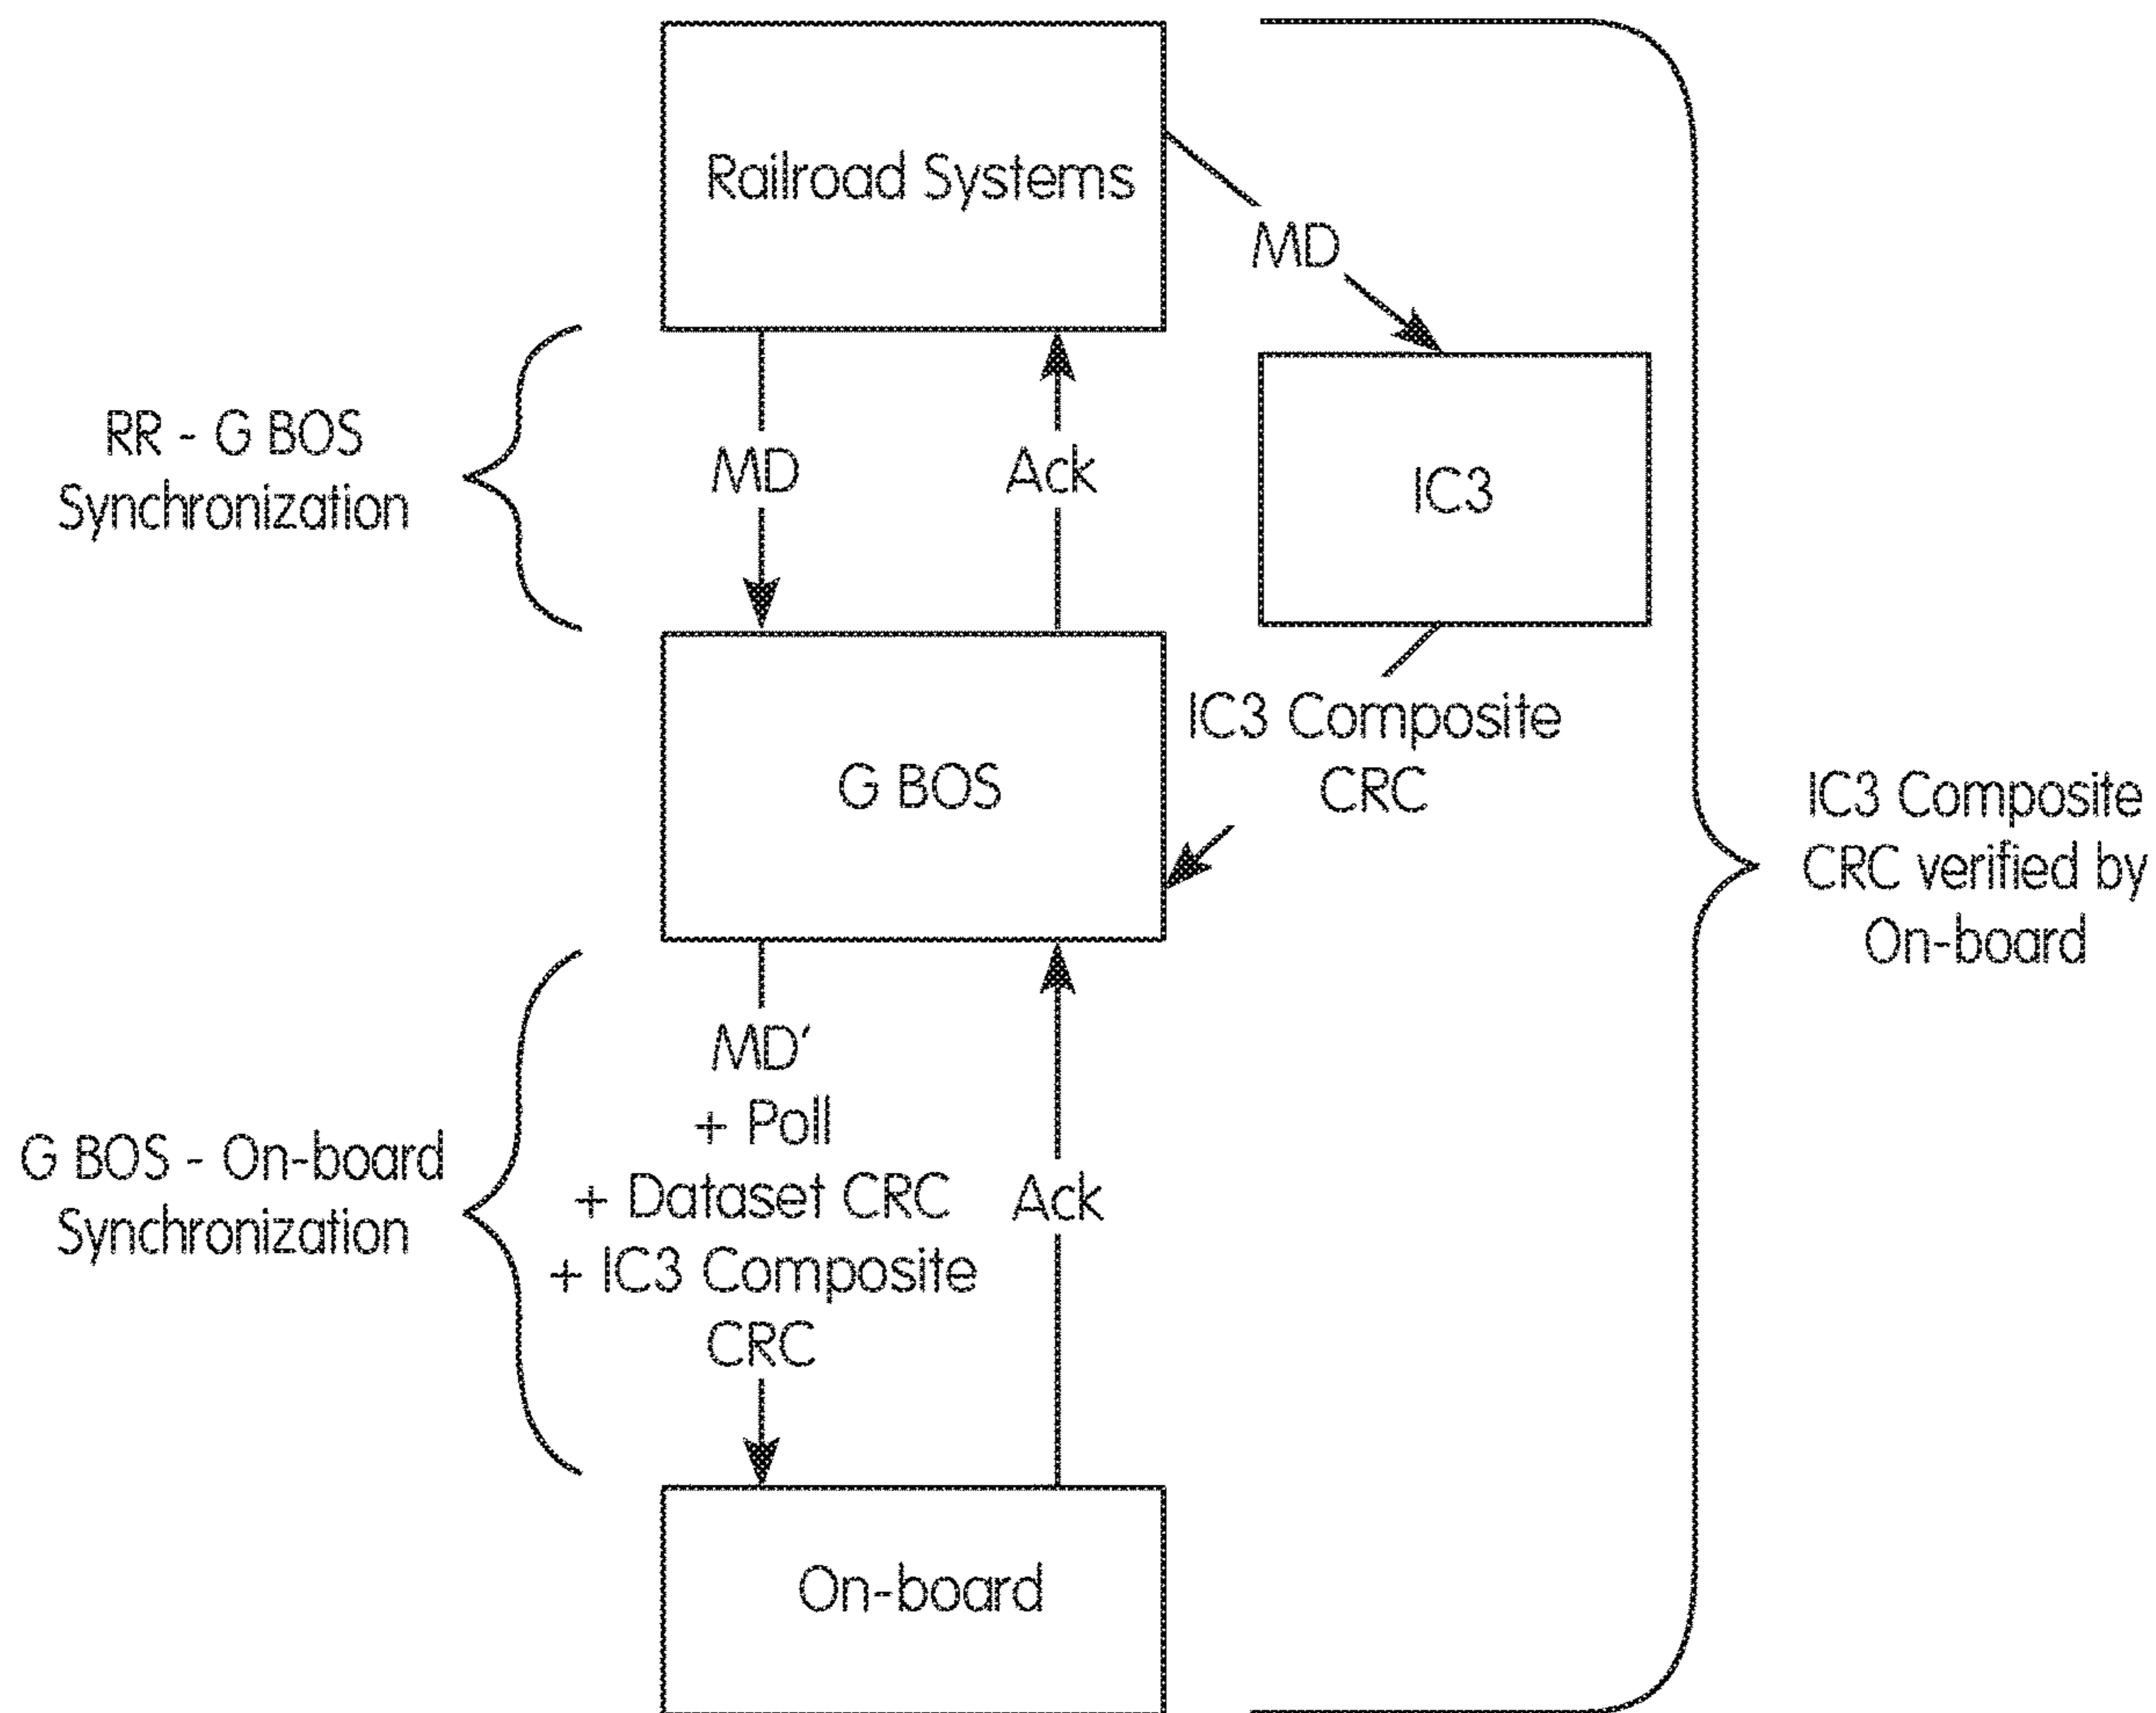 Railroad Systems
MD
RR - G BOS
Synchronization
MD
Ack
IC3
IC3 Composite
CRC
G BOS
IC3 Composite
CRC verified by
On-board
MD'
+ Poll
+ Dataset CRC
+ IC3 Composite
CRC
Ack
G BOS - On-board
Synchronization
On-board